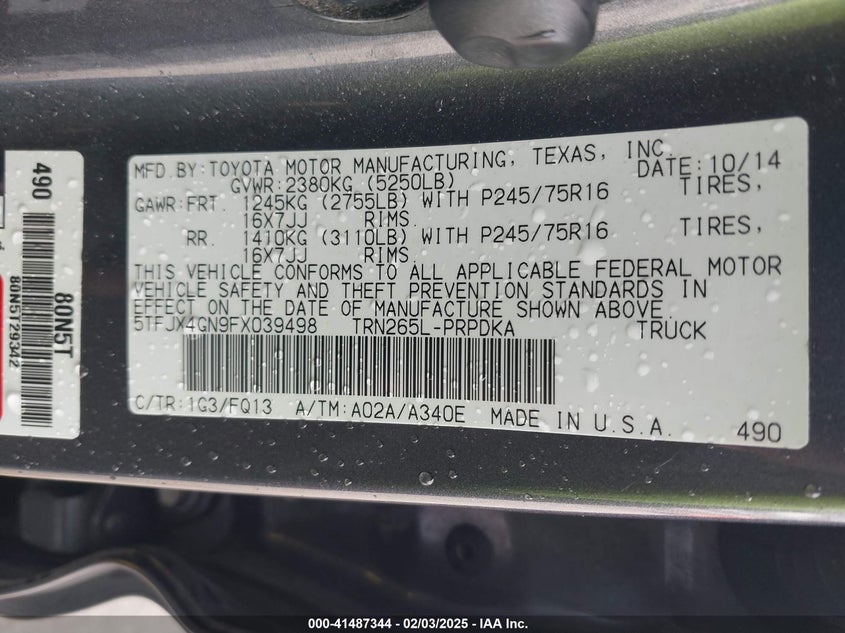 MFD.BY:TOYOTA MOTOR MANUFACTURING, TEXAS, INC
DATE:10/14
GVWR:2380KG (5250LB)
GAWR:FRT. 1245KG (2755LB) WITH P245/75R16 TIRES,
16X7JJ RIMS
RR. 1410KG (3110LB) WITH P245/75R16 TIRES,
16X7JJ RIMS
THIS VEHICLE CONFORMS TO ALL APPLICABLE FEDERAL MOTOR
VEHICLE SAFETY AND THEFT PREVENTION STANDARDS IN
EFFECT ON THE DATE OF MANUFACTURE SHOWN ABOVE.
5TFJX4GN9FX039498 TRN265L-PRPDKA TRUCK
C/TR:1G3/FQ13 A/TM:A02A/A340E MADE IN U.S.A. 490
490
80N5T
80N5T29342
000-41487344 — 02/03/2025 — IAA Inc.